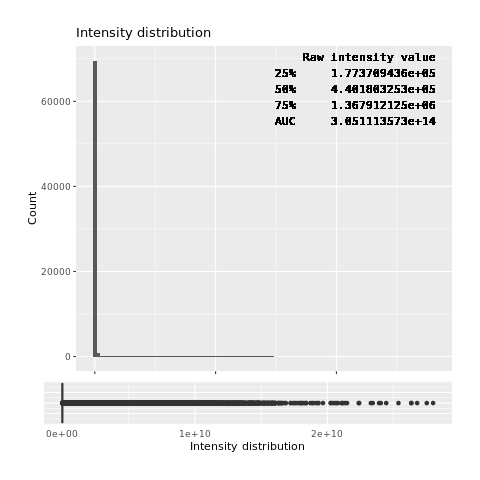 Intensity distribution
Raw intensity value
25% 1.773709436e+05
50% 4.401803253e+05
75% 1.367912125e+06
AUC 3.051113573e+14
60000
40000
20000
0
Count
0e+00 1e+10 2e+10
Intensity distribution